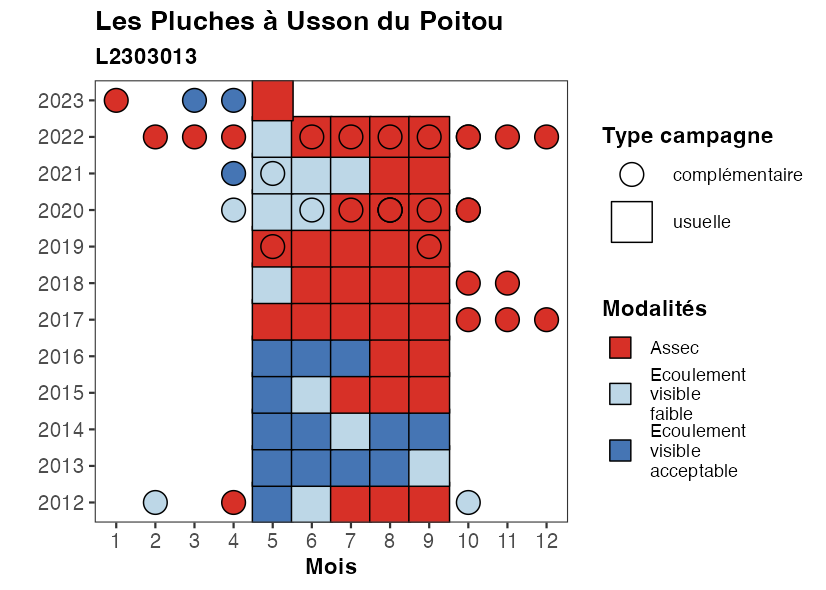 Les Pluches à Usson du Poitou
L2303013
2023
2022
2021
2020
2019
2018
2017
2016
2015
2014
2013
2012
1 2 3 4 5 6 7 8 9 10 11 12
Mois
Type campagne
complémentaire
usuelle
Modalités
Assec
Ecoulement
visible
faible
Ecoulement
visible
acceptable